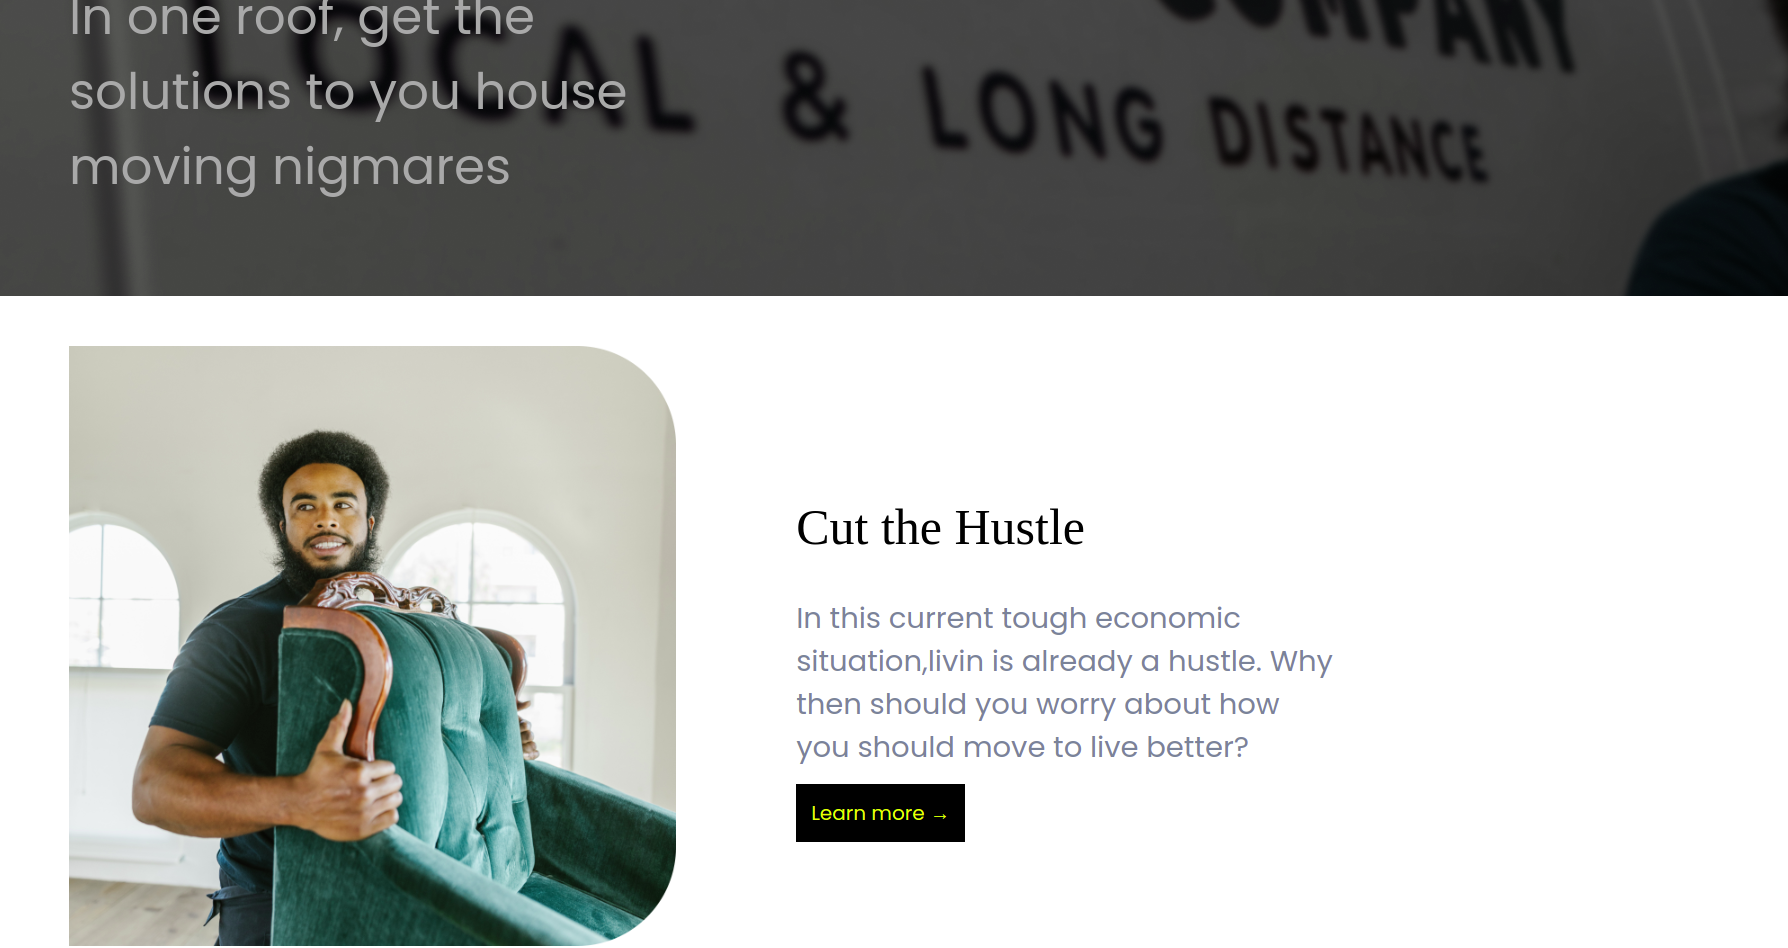 In one roof, get the
solutions to you house
moving nigmares
COMPANY
LOCAL & LONG DISTANCE
Cut the Hustle
In this current tough economic
situation,livin is already a hustle. Why
then should you worry about how
you should move to live better?
Learn more →